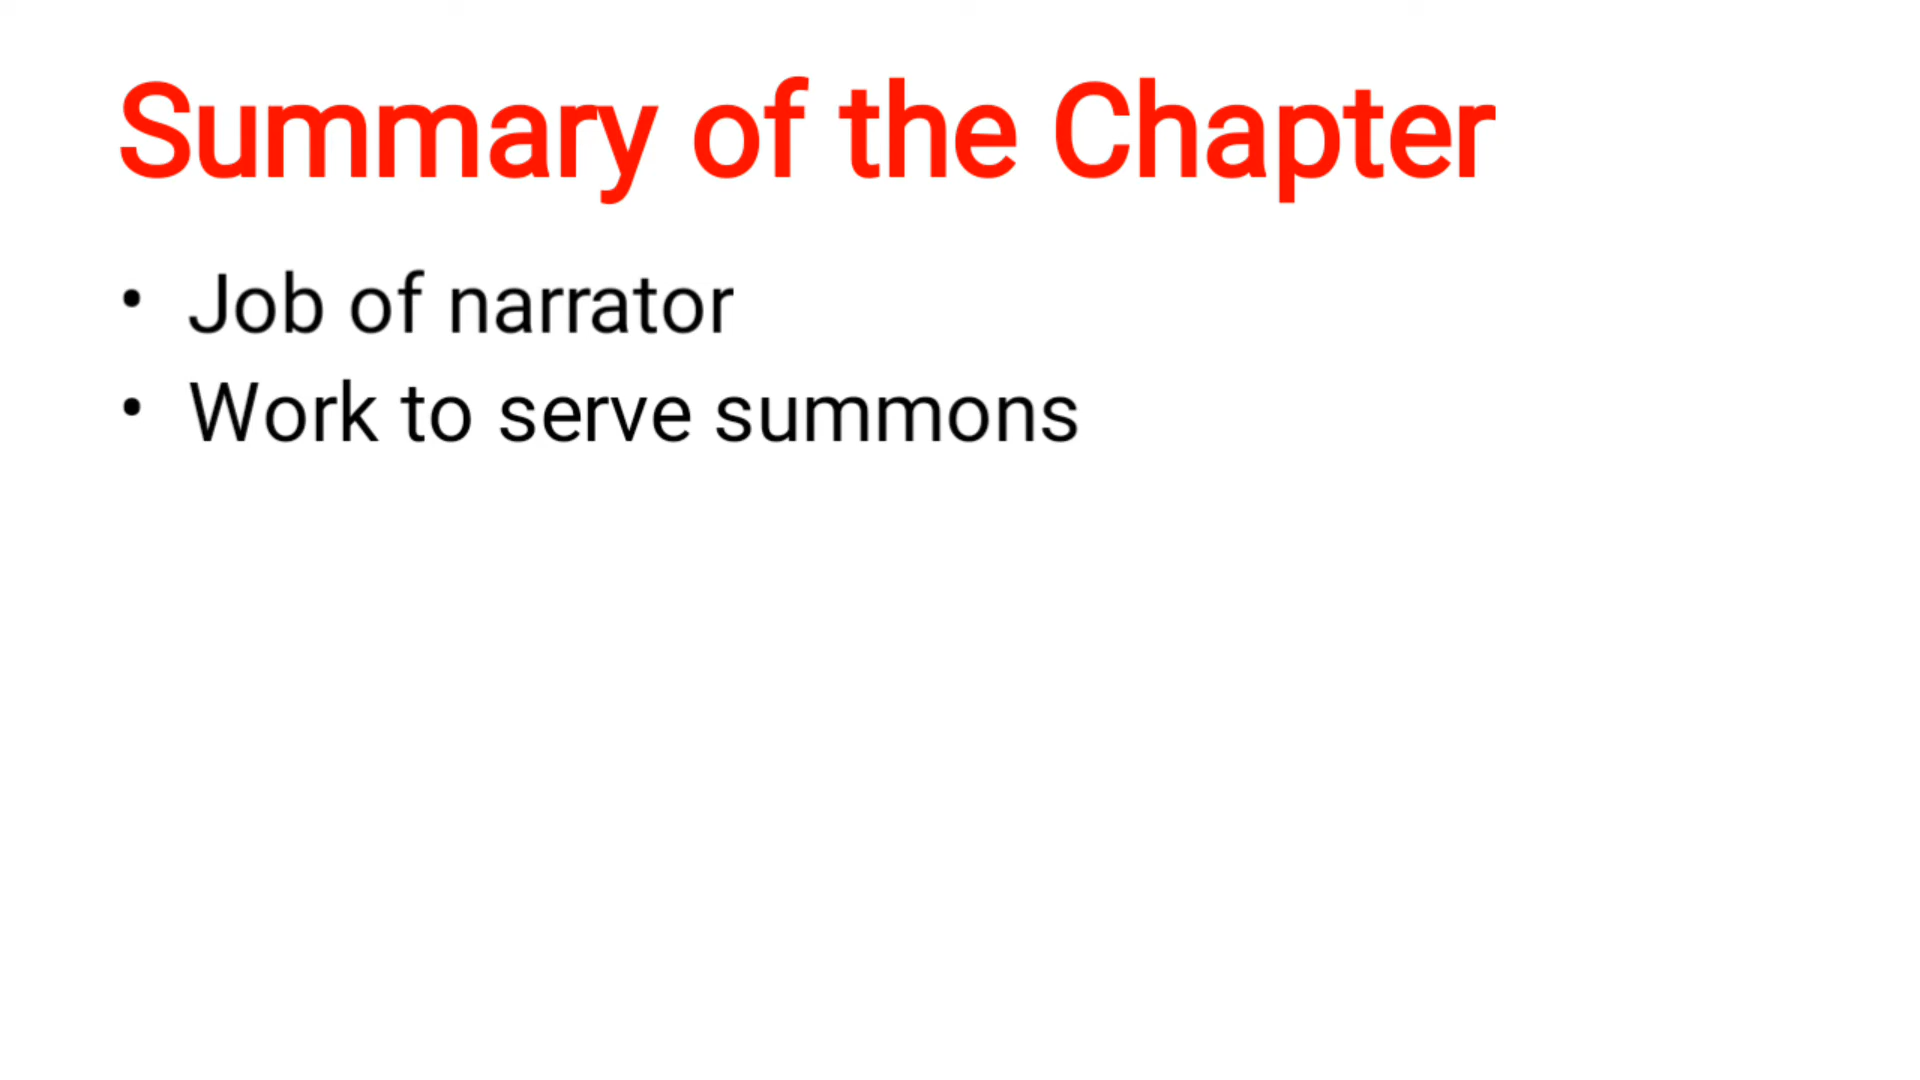 Summary of the Chapter
• Job of narrator
• Work to serve summons